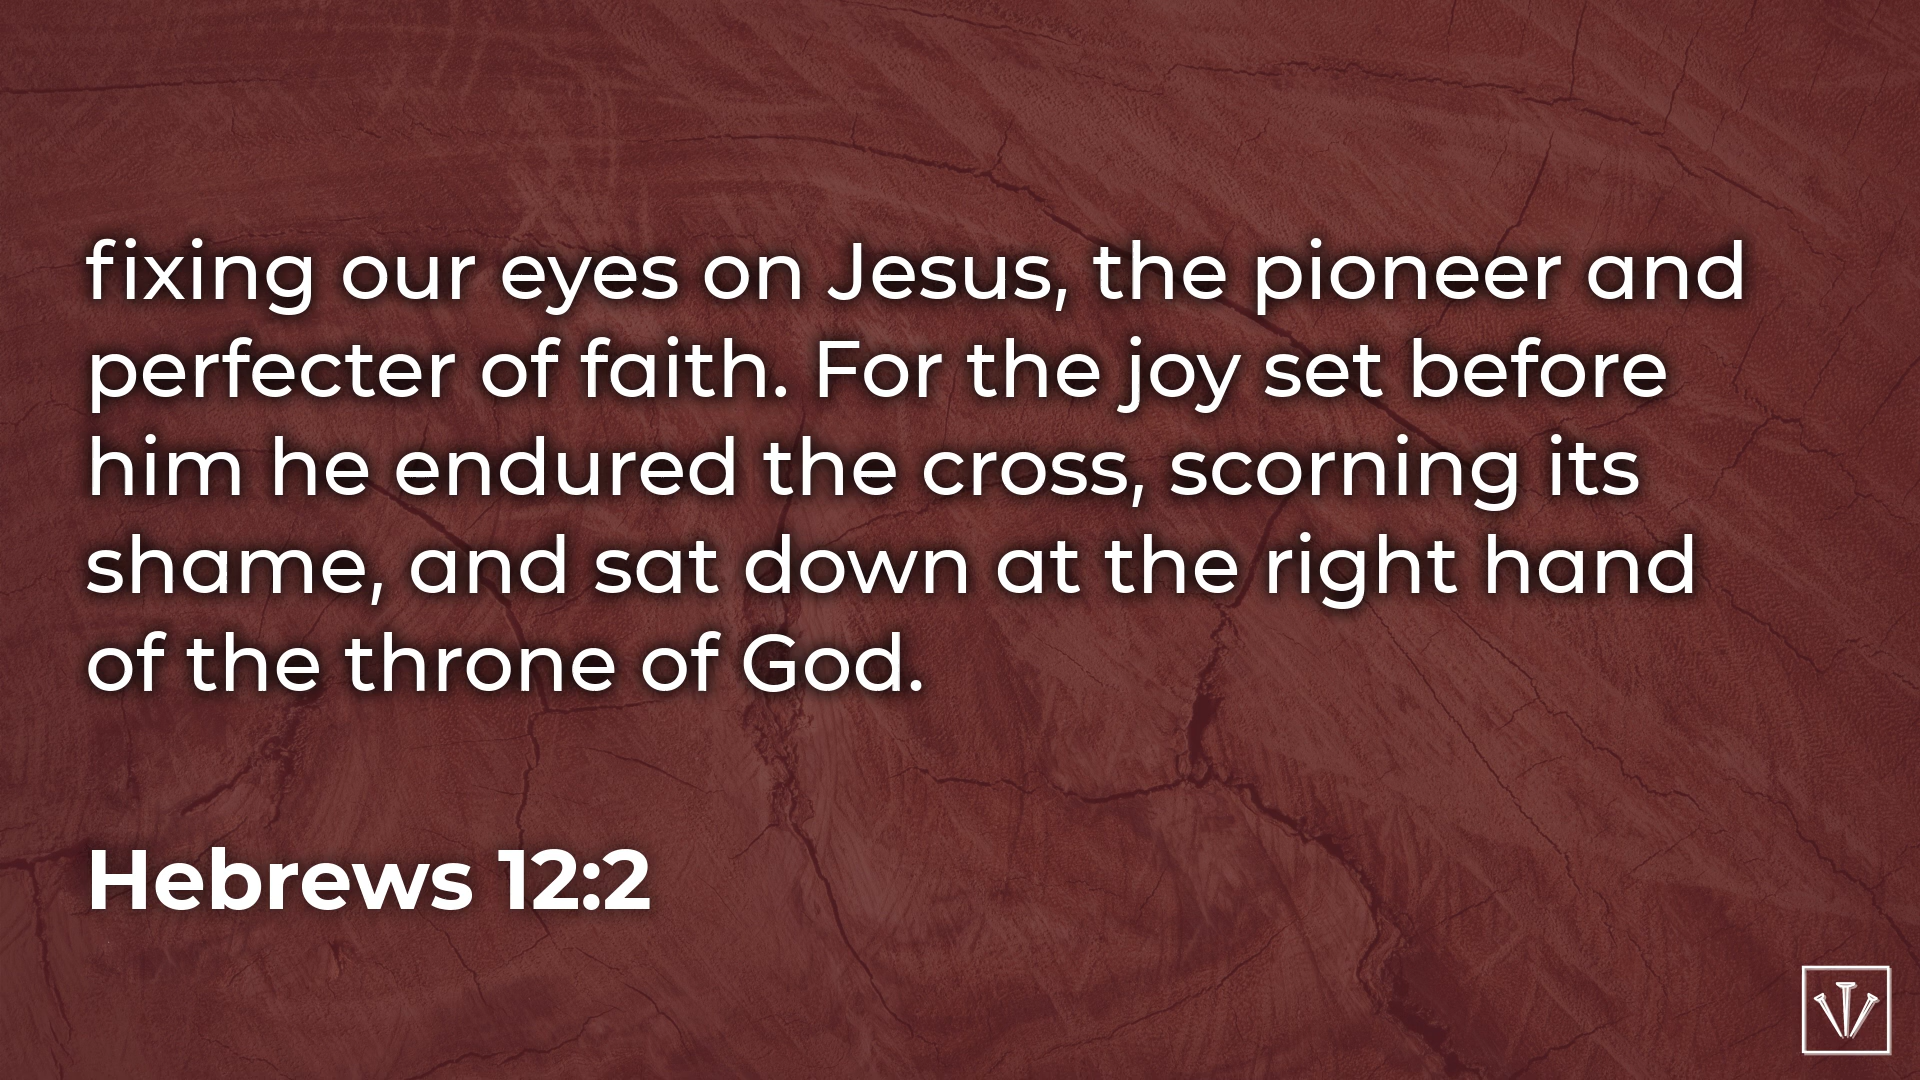 fixing our eyes on Jesus, the pioneer and
perfecter of faith. For the joy set before
him he endured the cross, scorning its
shame, and sat down at the right hand
of the throne of God.
Hebrews 12:2